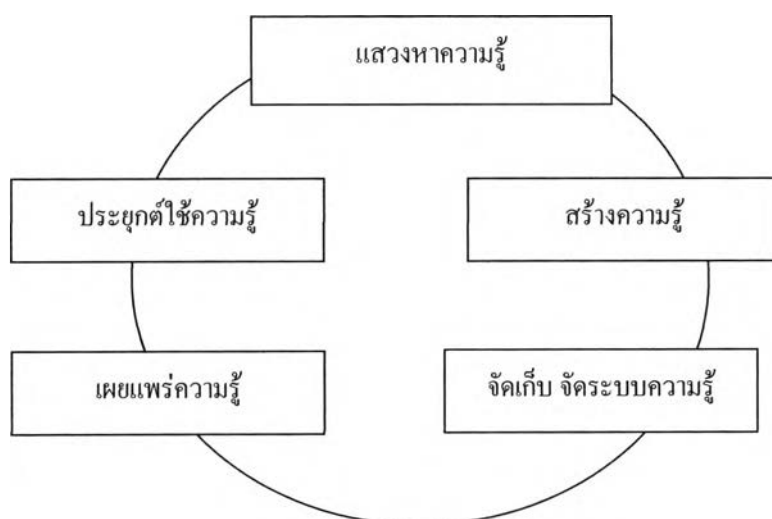 แสวงหาความรู้
ประยุกต์ใช้ความรู้
สร้างความรู้
เผยแพร่ความรู้
จัดเก็บ จัดระบบความรู้